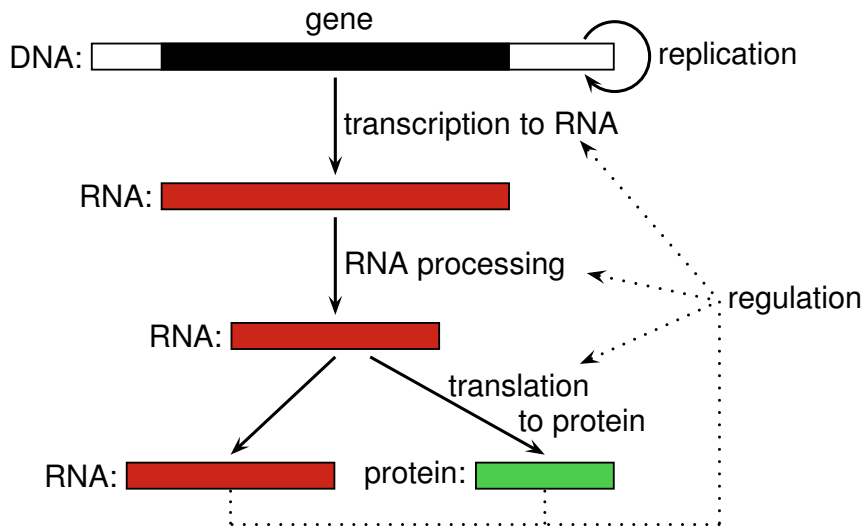 gene
DNA:
replication
transcription to RNA
RNA:
RNA processing
regulation
RNA:
translation
to protein
RNA:
protein: